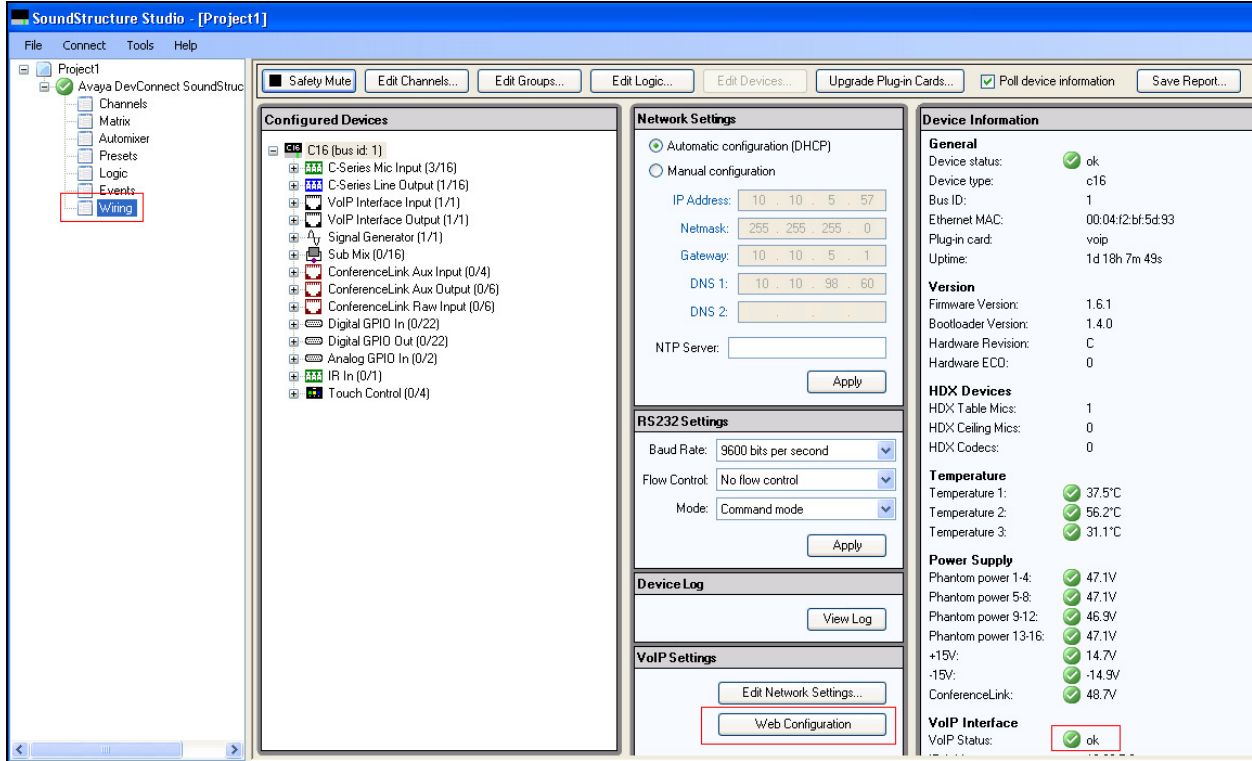 SoundStructure Studio - [Project1]
File Connect Tools Help
Project1
Avaya DevConnect SoundStruc
Channels
Matrix
Automixer
Presets
Logic
Events
Wiring
Safety Mute Edit Channels... Edit Groups... Edit Logic... Edit Devices... Upgrade Plug-in Cards... Poll device information Save Report...
Configured Devices
C16 C16 (bus id: 1)
C-Series Mic Input (3/16)
C-Series Line Output (1/16)
VoIP Interface Input (1/1)
VoIP Interface Output (1/1)
Signal Generator (1/1)
Sub Mix (0/16)
ConferenceLink Aux Input (0/4)
ConferenceLink Aux Output (0/6)
ConferenceLink Raw Input (0/6)
Digital GPIO In (0/22)
Digital GPIO Out (0/22)
Analog GPIO In (0/2)
IR In (0/1)
Touch Control (0/4)
Network Settings
Automatic configuration (DHCP)
Manual configuration
IP Address: 10 . 10 . 5 . 57
Netmask: 255 . 255 . 255 . 0
Gateway: 10 . 10 . 5 . 1
DNS 1: 10 . 10 . 98 . 60
DNS 2: . . .
NTP Server:
Apply
RS232 Settings
Baud Rate: 9600 bits per second
Flow Control: No flow control
Mode: Command mode
Apply
Device Log
View Log
VoIP Settings
Edit Network Settings...
Web Configuration
Device Information
General
Device status: ok
Device type: c16
Bus ID: 1
Ethernet MAC: 00:04:f2:bf:5d:93
Plug-in card: voip
Uptime: 1d 18h 7m 49s
Version
Firmware Version: 1.6.1
Bootloader Version: 1.4.0
Hardware Revision: C
Hardware ECO: 0
HDX Devices
HDX Table Mics: 1
HDX Ceiling Mics: 0
HDX Codecs: 0
Temperature
Temperature 1: 37.5°C
Temperature 2: 56.2°C
Temperature 3: 31.1°C
Power Supply
Phantom power 1-4: 47.1V
Phantom power 5-8: 47.1V
Phantom power 9-12: 46.9V
Phantom power 13-16: 47.1V
+15V: 14.7V
-15V: -14.9V
ConferenceLink: 48.7V
VoIP Interface
VoIP Status: ok